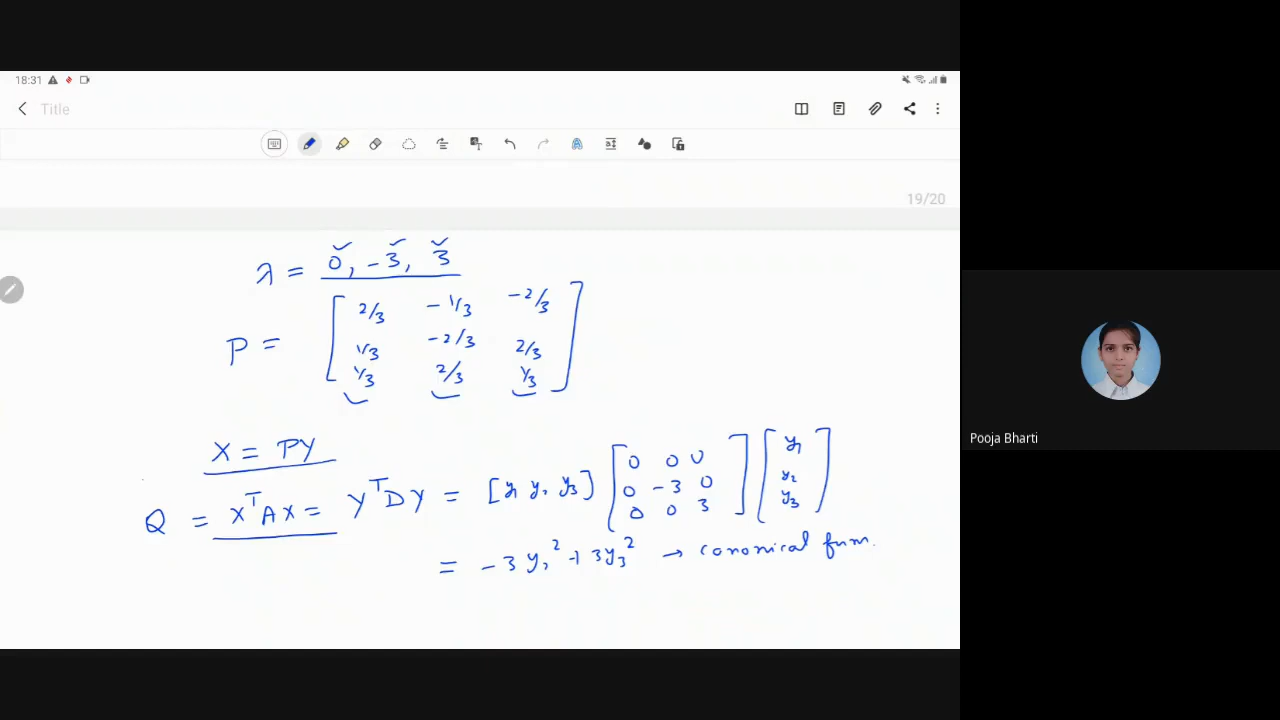 18:31
Title
19/20
λ = 0, -3, 3
P = [ 2/3 -1/3 -2/3
1/3 -2/3 2/3
1/3 2/3 1/3 ]
X = PY
Q = X^T A X = Y^T D Y = [y1 y2 y3] [ 0 0 0
0 -3 0
0 0 3 ] [ y1
y2
y3 ]
= -3y2^2 + 3y3^2 → canonical form.
Pooja Bharti